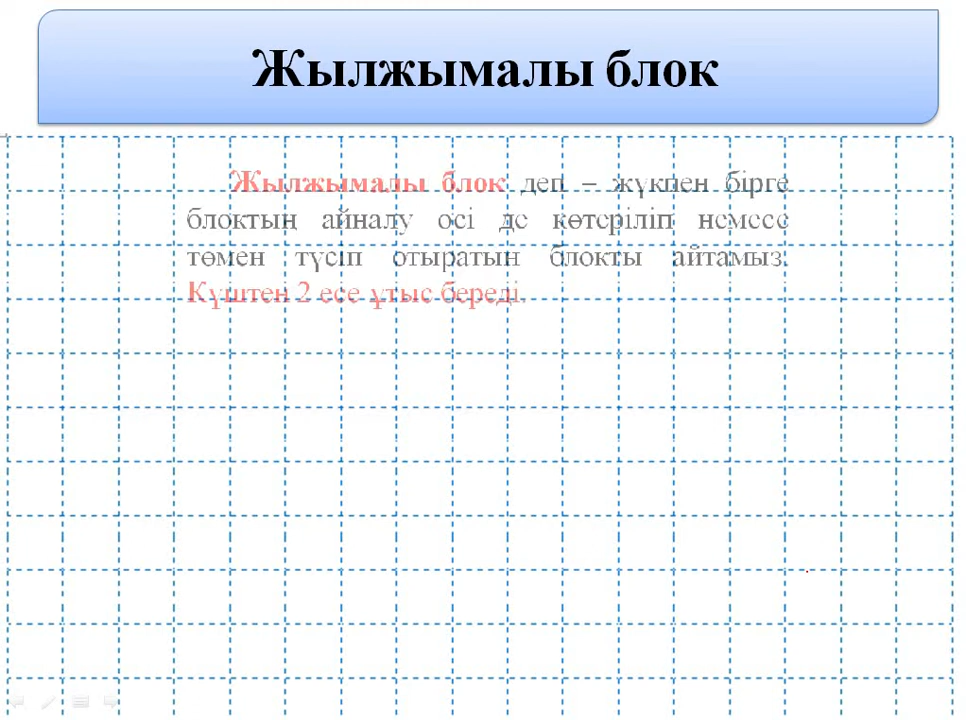 Жылжымалы блок
Жылжымалы блок деп – жүкпен бірге
блоктың айналу осі де көтеріліп немесе
төмен түсіп отыратын блокты айтамыз.
Күштен 2 есе ұтыс береді.